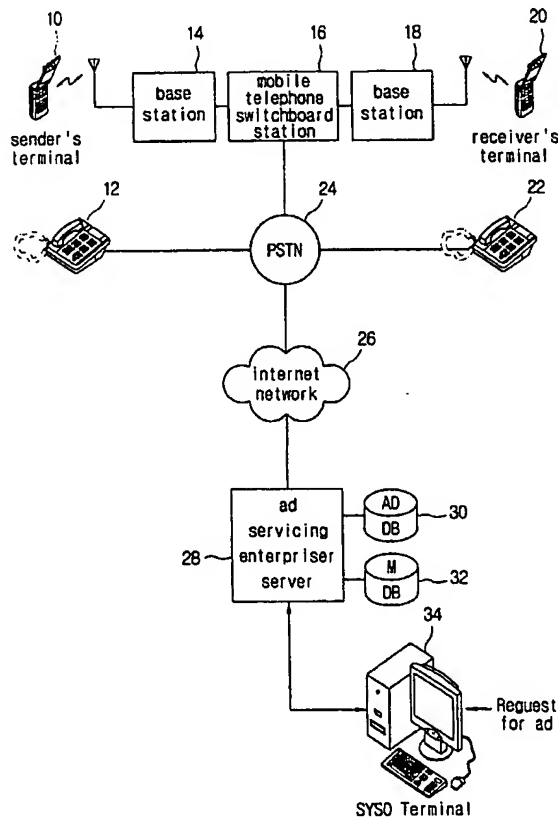 10
14
16
18
20
base
station
mobile
telephone
switchboard
station
base
station
sender's
terminal
receiver's
terminal
12
24
22
PSTN
26
internet
network
ad
servicing
enterpriser
server
28
AD
DB
30
M
DB
32
34
Reguest
for ad
SYSO Terminal